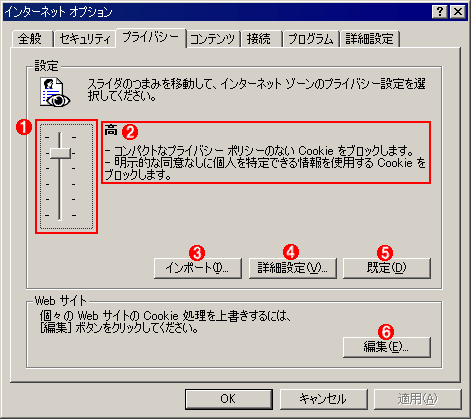 インターネット オプション
全般 セキュリティ プライバシー コンテンツ 接続 プログラム 詳細設定
設定
スライダのつまみを移動して、インターネット ゾーンのプライバシー設定を選
択してください。
1
高 2
- コンパクトなプライバシー ポリシーのない Cookie をブロックします。
- 明示的な同意なしに個人を特定できる情報を使用する Cookie を
ブロックします。
3 4 5
インポート(I)... 詳細設定(V)... 既定(D)
Web サイト
個々の Web サイトの Cookie 処理を上書きするには、
[編集] ボタンをクリックしてください。
6
編集(E)...
OK キャンセル 適用(A)